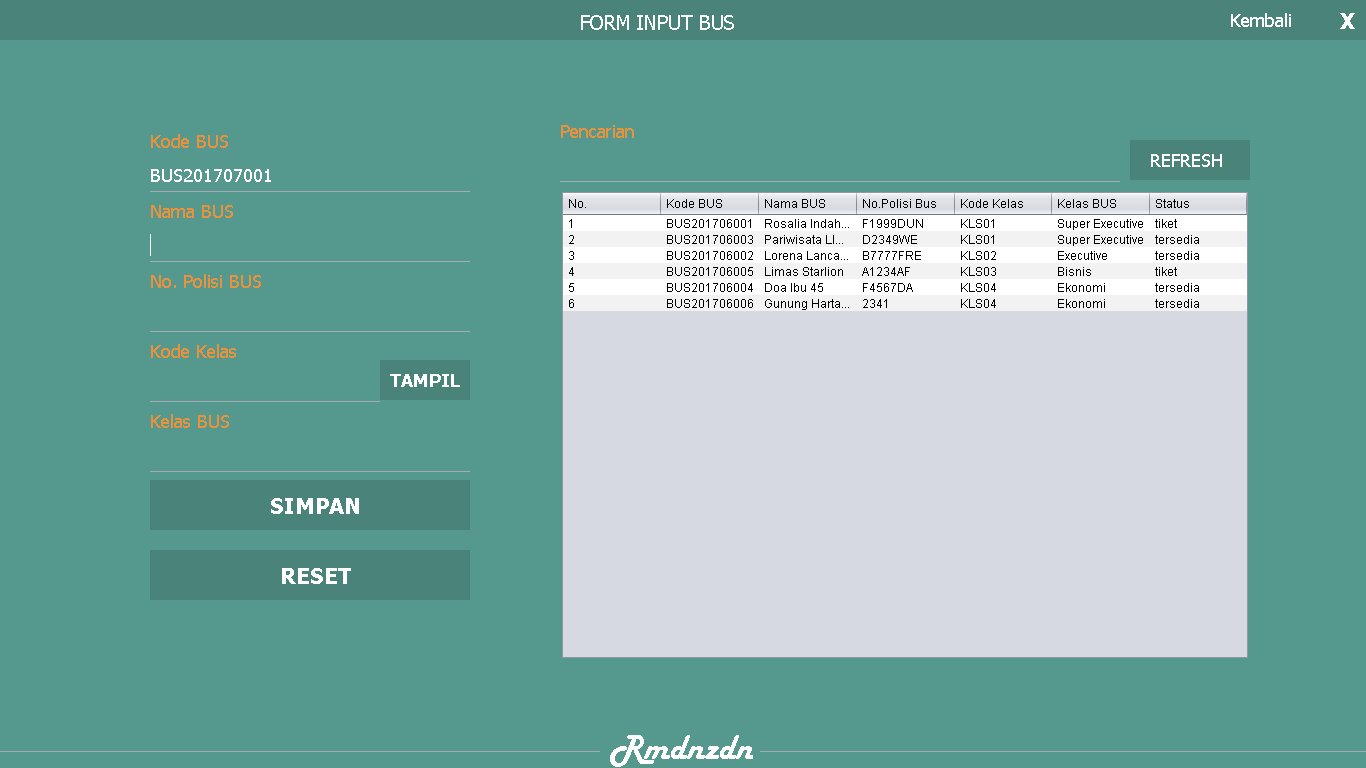 FORM INPUT BUS
Kembali
X
Kode BUS
BUS201707001
Nama BUS
No. Polisi BUS
Kode Kelas
TAMPIL
Kelas BUS
SIMPAN
RESET
Pencarian
REFRESH
No. Kode BUS Nama BUS No.Polisi Bus Kode Kelas Kelas BUS Status
1 BUS201706001 Rosalia Indah... F1999DUN KLS01 Super Executive tiket
2 BUS201706003 Pariwisata LI... D2349WE KLS01 Super Executive tersedia
3 BUS201706002 Lorena Lanca... B7777FRE KLS02 Executive tersedia
4 BUS201706005 Limas Starlion A1234AF KLS03 Bisnis tiket
5 BUS201706004 Doa Ibu 45 F4567DA KLS04 Ekonomi tersedia
6 BUS201706006 Gunung Harta... 2341 KLS04 Ekonomi tersedia
Rmdnzdn